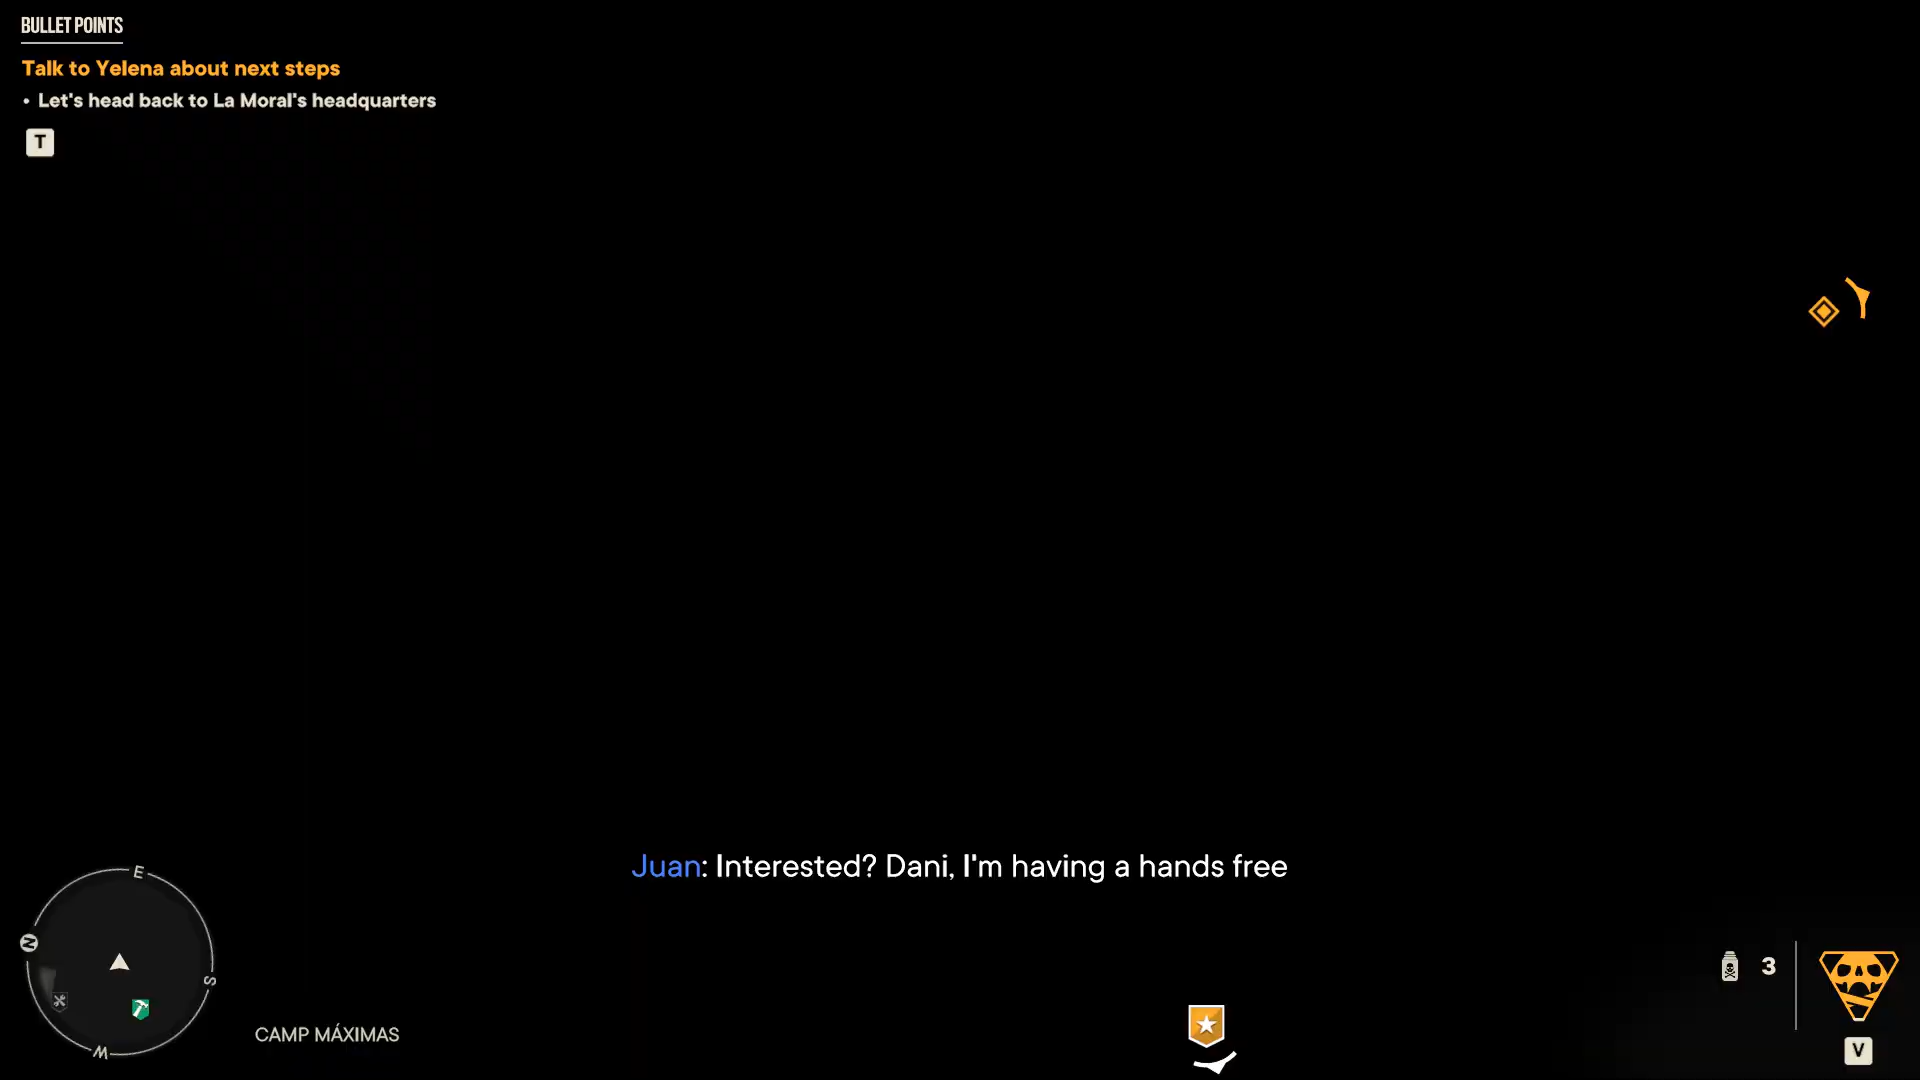 BULLET POINTS
Talk to Yelena about next steps
• Let's head back to La Moral's headquarters
T
Juan: Interested? Dani, I'm having a hands free
E
N
S
W
CAMP MÁXIMAS
3
V